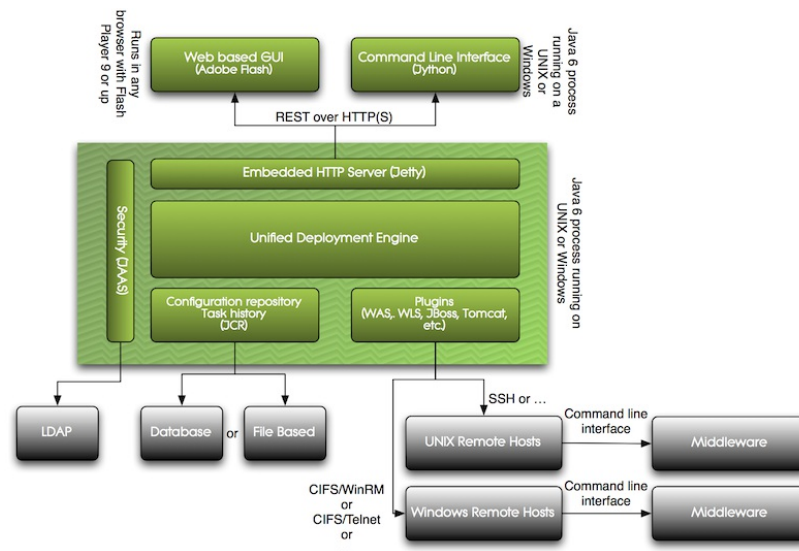 Runs in any
browser with Flash
Player 9 or up
Web based GUI
(Adobe Flash)
Command Line Interface
(Jython)
Java 6 process
running on a
UNIX or
Windows
REST over HTTP(S)
Embedded HTTP Server (Jetty)
Security (JAAS)
Unified Deployment Engine
Java 6 process running on
UNIX or Windows
Configuration repository
Task history
(JCR)
Plugins
(WAS,. WLS, JBoss, Tomcat,
etc.)
SSH or ...
LDAP
Database
or
File Based
UNIX Remote Hosts
Command line
interface
Middleware
CIFS/WinRM
or
CIFS/Telnet
or
Windows Remote Hosts
Command line
interface
Middleware